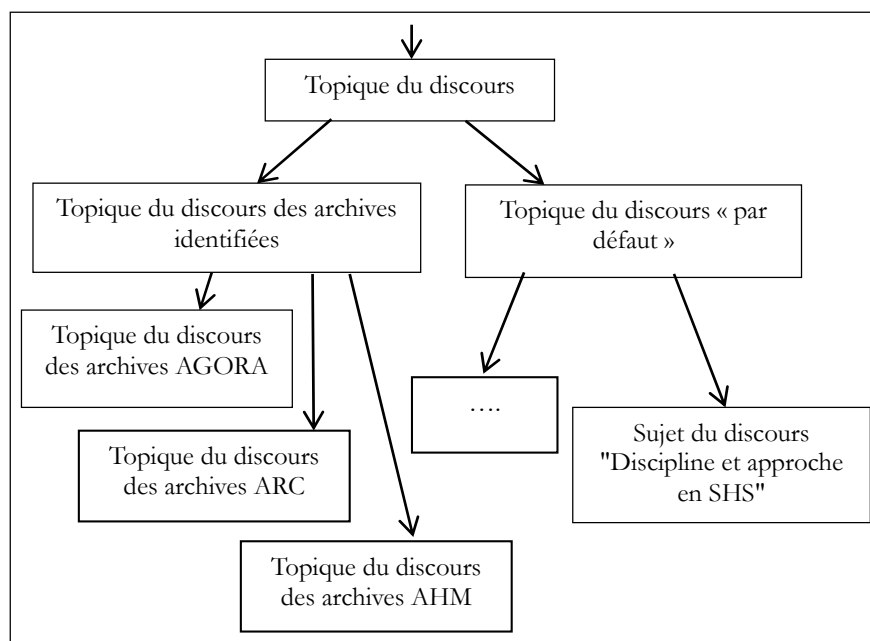 Topique du discours
Topique du discours des archives
identifiées
Topique du discours « par
défaut »
Topique du discours
des archives AGORA
....
Sujet du discours
"Discipline et approche
en SHS"
Topique du discours
des archives ARC
Topique du discours
des archives AHM